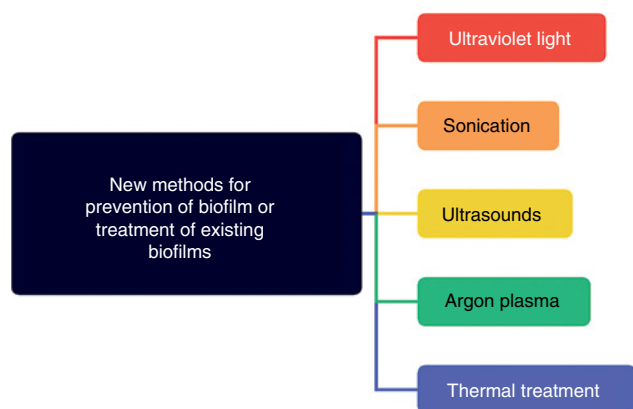 New methods for
prevention of biofilm or
treatment of existing
biofilms
Ultraviolet light
Sonication
Ultrasounds
Argon plasma
Thermal treatment